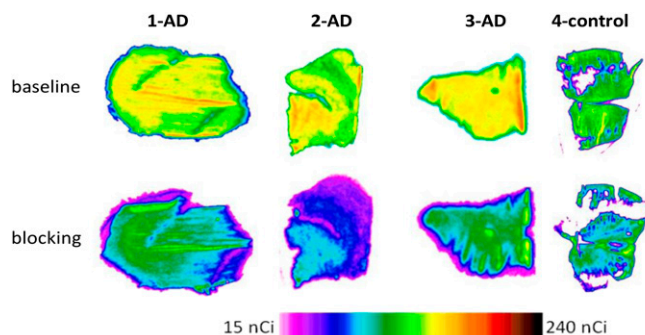 1-AD 2-AD 3-AD 4-control
baseline
blocking
15 nCi 240 nCi